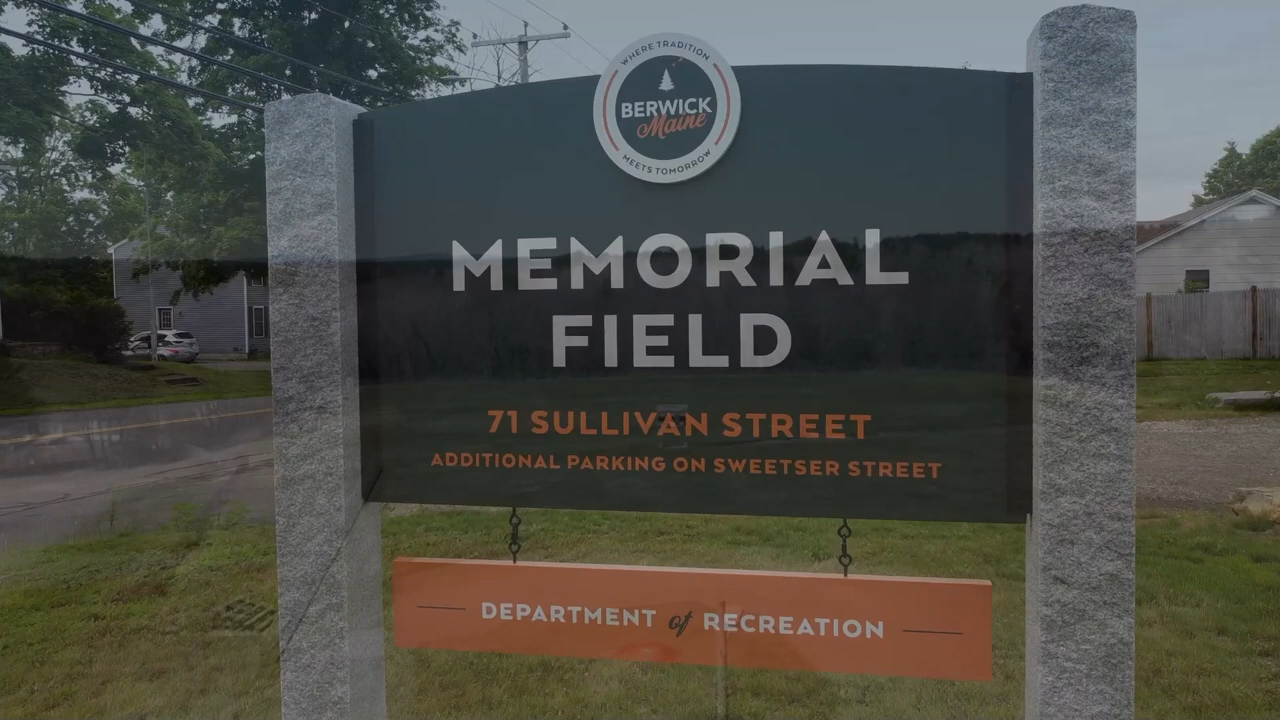 WHERE TRADITION
BERWICK
Maine
MEETS TOMORROW
MEMORIAL
FIELD
71 SULLIVAN STREET
ADDITIONAL PARKING ON SWEETSER STREET
DEPARTMENT of RECREATION